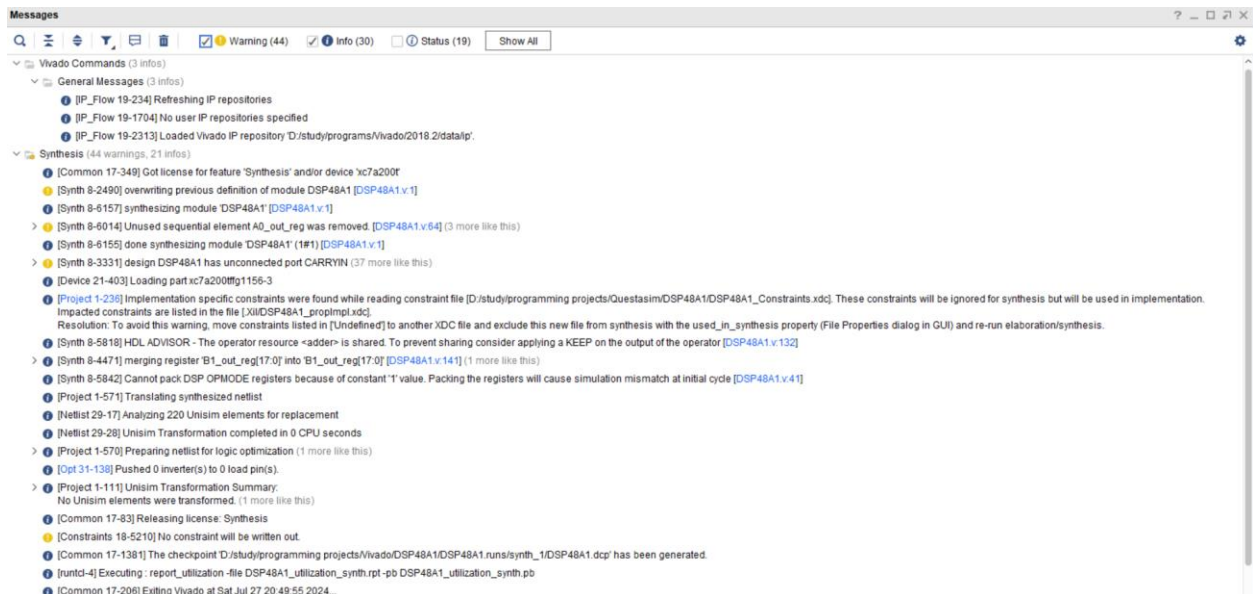 Messages
Warning (44) Info (30) Status (19) Show All
Vivado Commands (3 infos)
General Messages (3 infos)
[IP_Flow 19-234] Refreshing IP repositories
[IP_Flow 19-1704] No user IP repositories specified
[IP_Flow 19-2313] Loaded Vivado IP repository 'D:/study/programs/Vivado/2018.2/data/ip'.
Synthesis (44 warnings, 21 infos)
[Common 17-349] Got license for feature 'Synthesis' and/or device 'xc7a200t'
[Synth 8-2490] overwriting previous definition of module DSP48A1 [DSP48A1.v:1]
[Synth 8-6157] synthesizing module 'DSP48A1' [DSP48A1.v:1]
[Synth 8-6014] Unused sequential element A0_out_reg was removed. [DSP48A1.v:64] (3 more like this)
[Synth 8-6155] done synthesizing module 'DSP48A1' (1#1) [DSP48A1.v:1]
[Synth 8-3331] design DSP48A1 has unconnected port CARRYIN (37 more like this)
[Device 21-403] Loading part xc7a200tffg1156-3
[Project 1-236] Implementation specific constraints were found while reading constraint file [D:/study/programming projects/Questasim/DSP48A1/DSP48A1_Constraints.xdc]. These constraints will be ignored for synthesis but will be used in implementation.
Impacted constraints are listed in the file [.Xil/DSP48A1_propImpl.xdc].
Resolution: To avoid this warning, move constraints listed in ['Undefined'] to another XDC file and exclude this new file from synthesis with the used_in_synthesis property (File Properties dialog in GUI) and re-run elaboration/synthesis.
[Synth 8-5818] HDL ADVISOR - The operator resource <adder> is shared. To prevent sharing consider applying a KEEP on the output of the operator [DSP48A1.v:132]
[Synth 8-4471] merging register 'B1_out_reg[17:0]' into 'B1_out_reg[17:0]' [DSP48A1.v:141] (1 more like this)
[Synth 8-5842] Cannot pack DSP OPMODE registers because of constant '1' value. Packing the registers will cause simulation mismatch at initial cycle [DSP48A1.v:41]
[Project 1-571] Translating synthesized netlist
[Netlist 29-17] Analyzing 220 Unisim elements for replacement
[Netlist 29-28] Unisim Transformation completed in 0 CPU seconds
[Project 1-570] Preparing netlist for logic optimization (1 more like this)
[Opt 31-138] Pushed 0 inverter(s) to 0 load pin(s).
[Project 1-111] Unisim Transformation Summary:
No Unisim elements were transformed. (1 more like this)
[Common 17-83] Releasing license: Synthesis
[Constraints 18-5210] No constraint will be written out.
[Common 17-1381] The checkpoint 'D:/study/programming projects/Vivado/DSP48A1/DSP48A1.runs/synth_1/DSP48A1.dcp' has been generated.
[runtcl-4] Executing : report_utilization -file DSP48A1_utilization_synth.rpt -pb DSP48A1_utilization_synth.pb
[Common 17-206] Exiting Vivado at Sat Jul 27 20:49:55 2024...